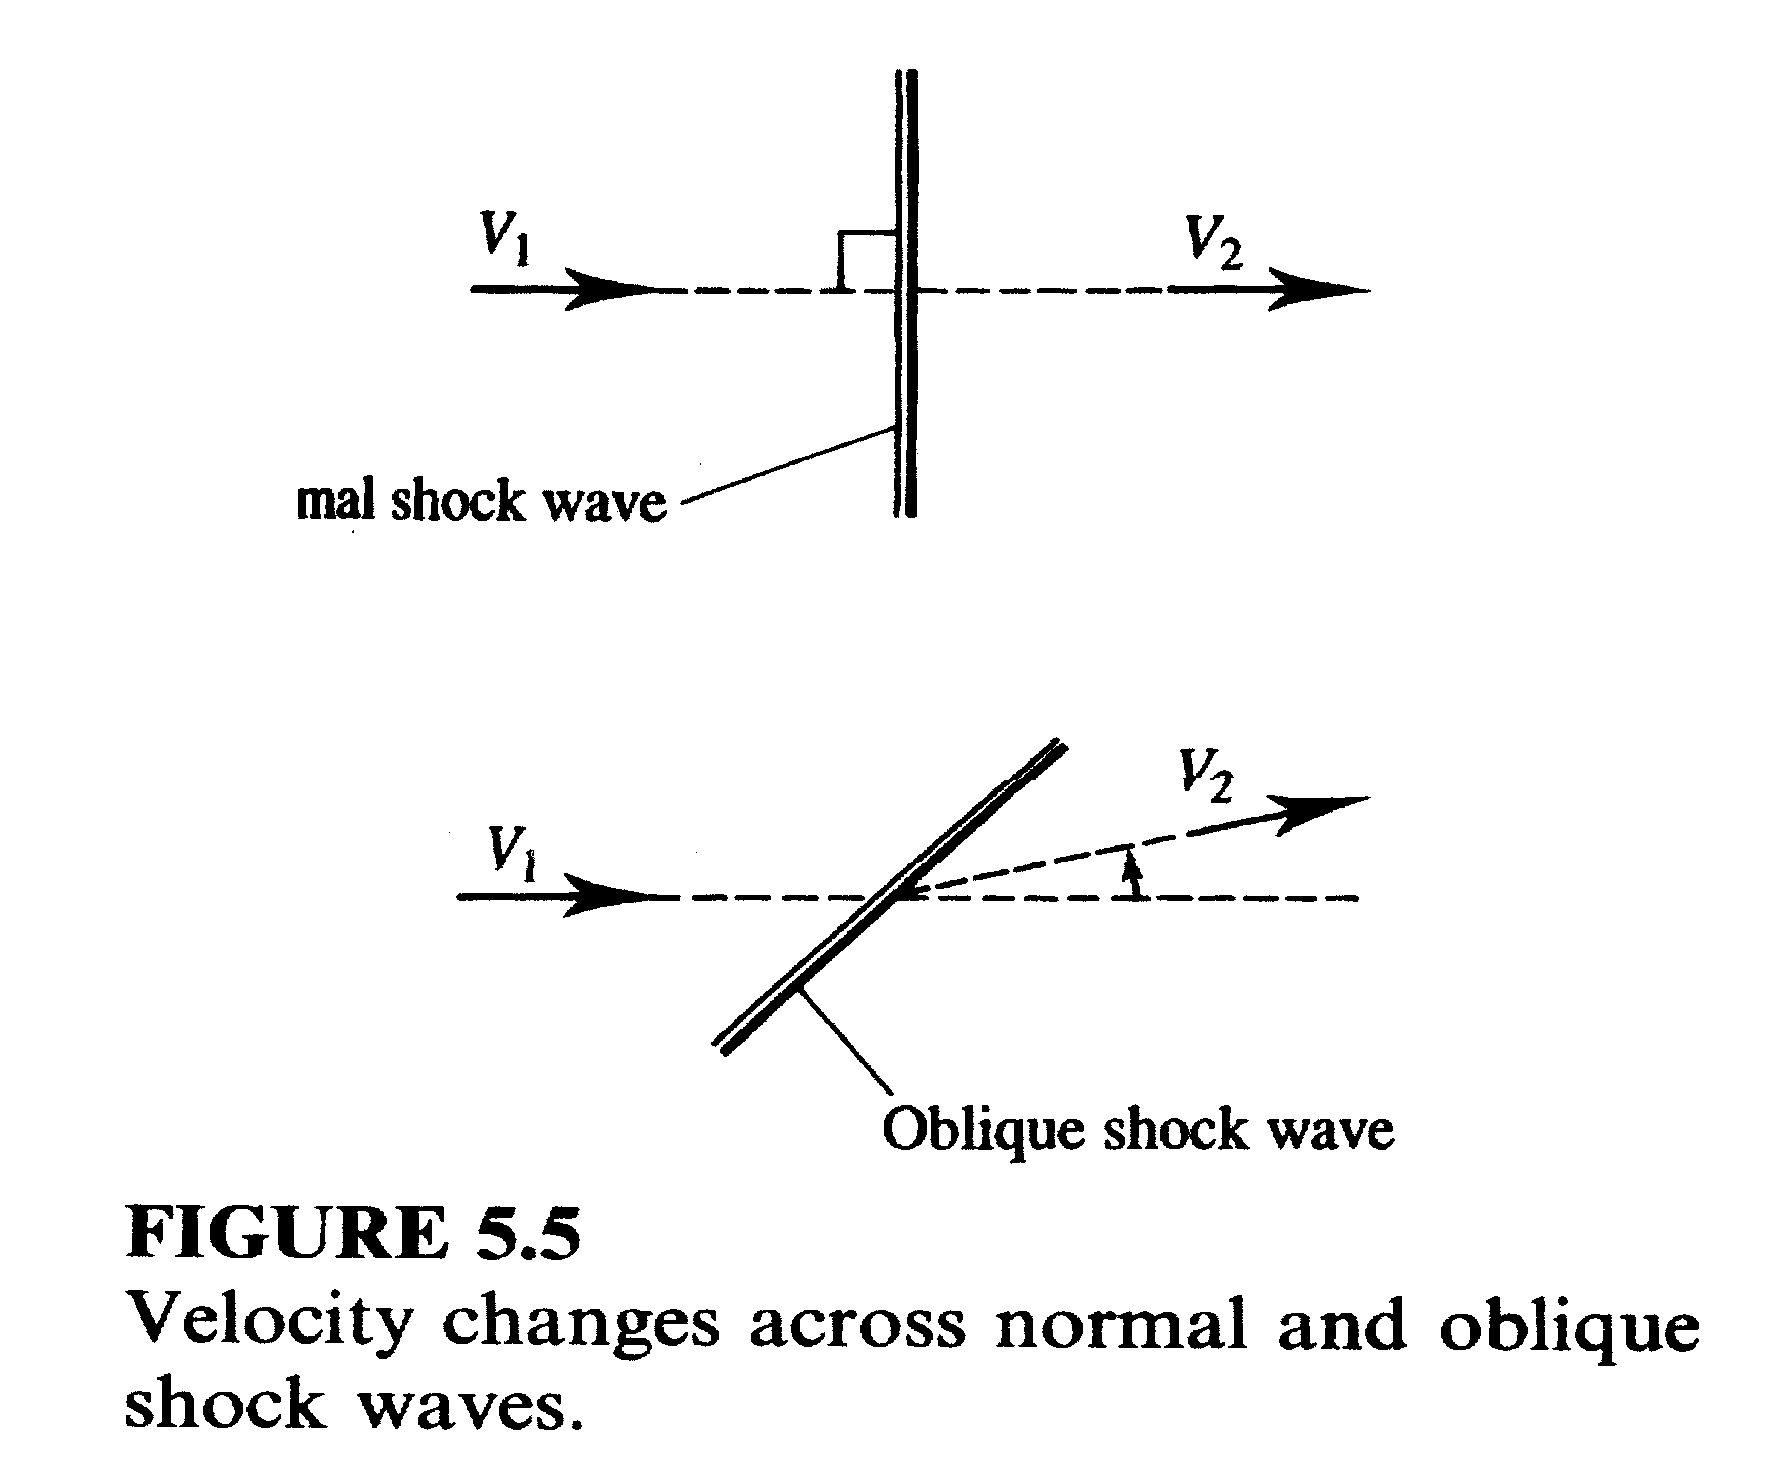 V₁ V₂
mal shock wave
V₂
V₁
Oblique shock wave
FIGURE 5.5
Velocity changes across normal and oblique
shock waves.